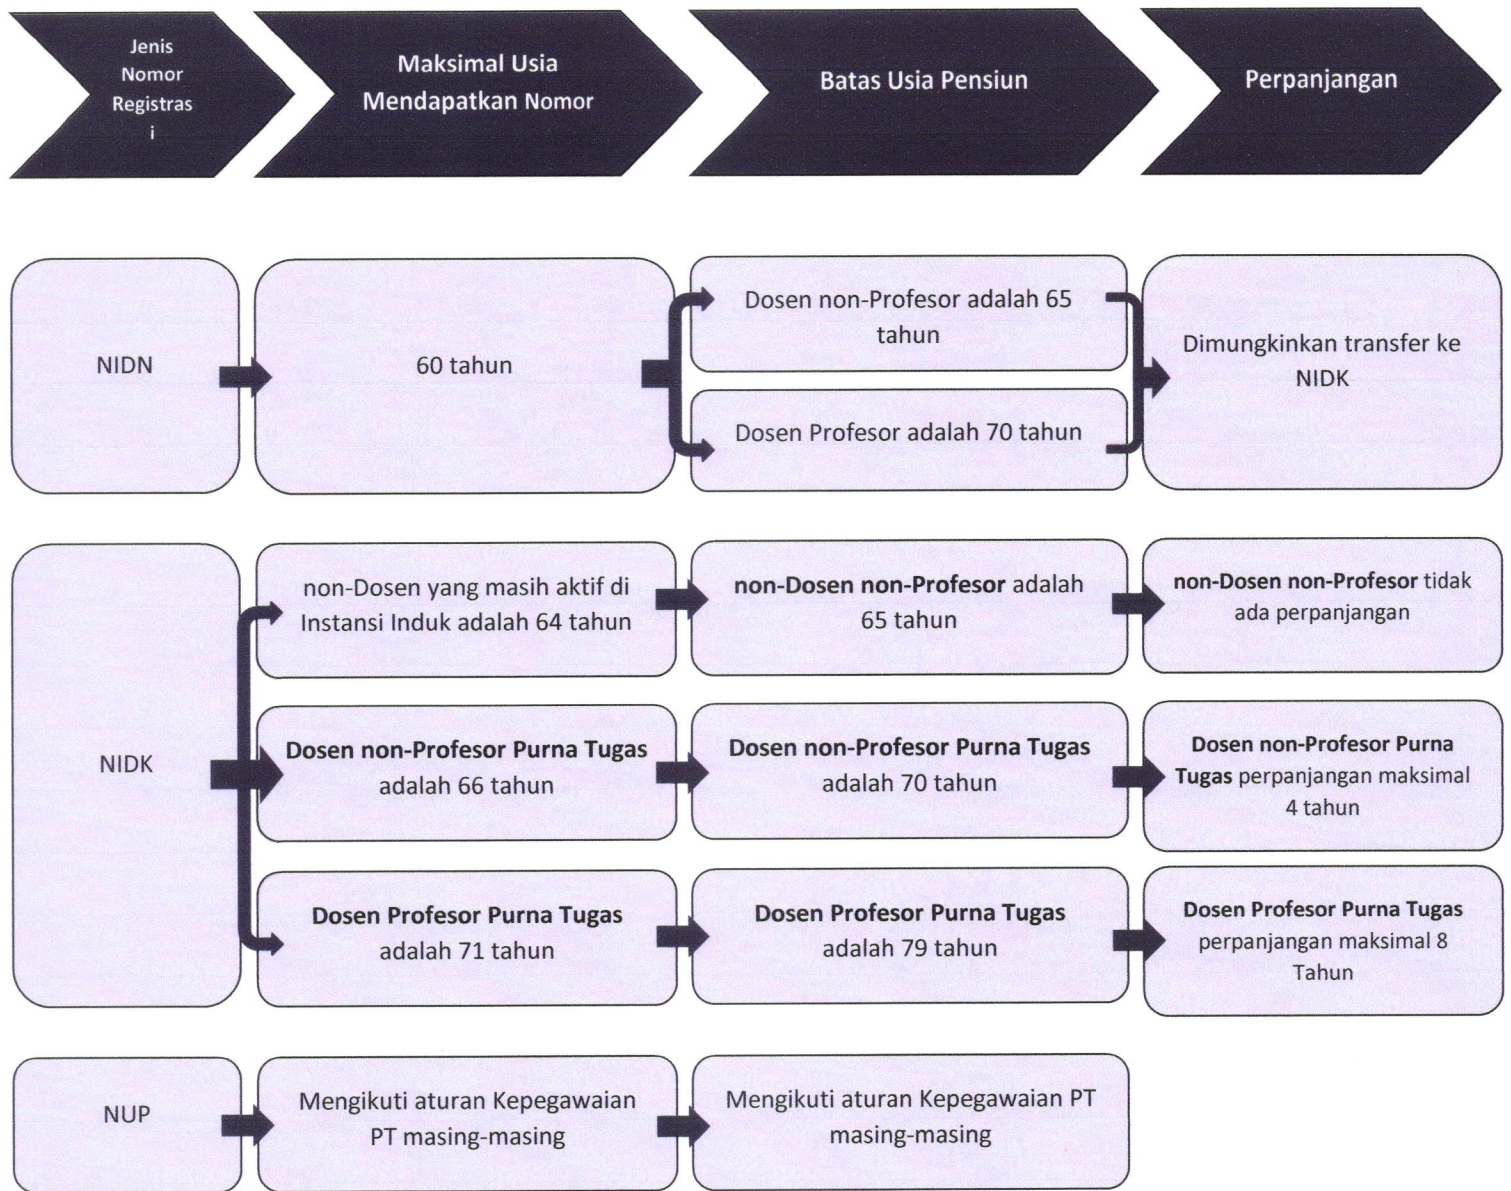 Jenis
Nomor
Registras
i
Maksimal Usia
Mendapatkan Nomor
Batas Usia Pensiun
Perpanjangan
NIDN
60 tahun
Dosen non-Profesor adalah 65
tahun
Dosen Profesor adalah 70 tahun
Dimungkinkan transfer ke
NIDK
NIDK
non-Dosen yang masih aktif di
Instansi Induk adalah 64 tahun
non-Dosen non-Profesor adalah
65 tahun
non-Dosen non-Profesor tidak
ada perpanjangan
Dosen non-Profesor Purna Tugas
adalah 66 tahun
Dosen non-Profesor Purna Tugas
adalah 70 tahun
Dosen non-Profesor Purna
Tugas perpanjangan maksimal
4 tahun
Dosen Profesor Purna Tugas
adalah 71 tahun
Dosen Profesor Purna Tugas
adalah 79 tahun
Dosen Profesor Purna Tugas
perpanjangan maksimal 8
Tahun
NUP
Mengikuti aturan Kepegawaian
PT masing-masing
Mengikuti aturan Kepegawaian PT
masing-masing